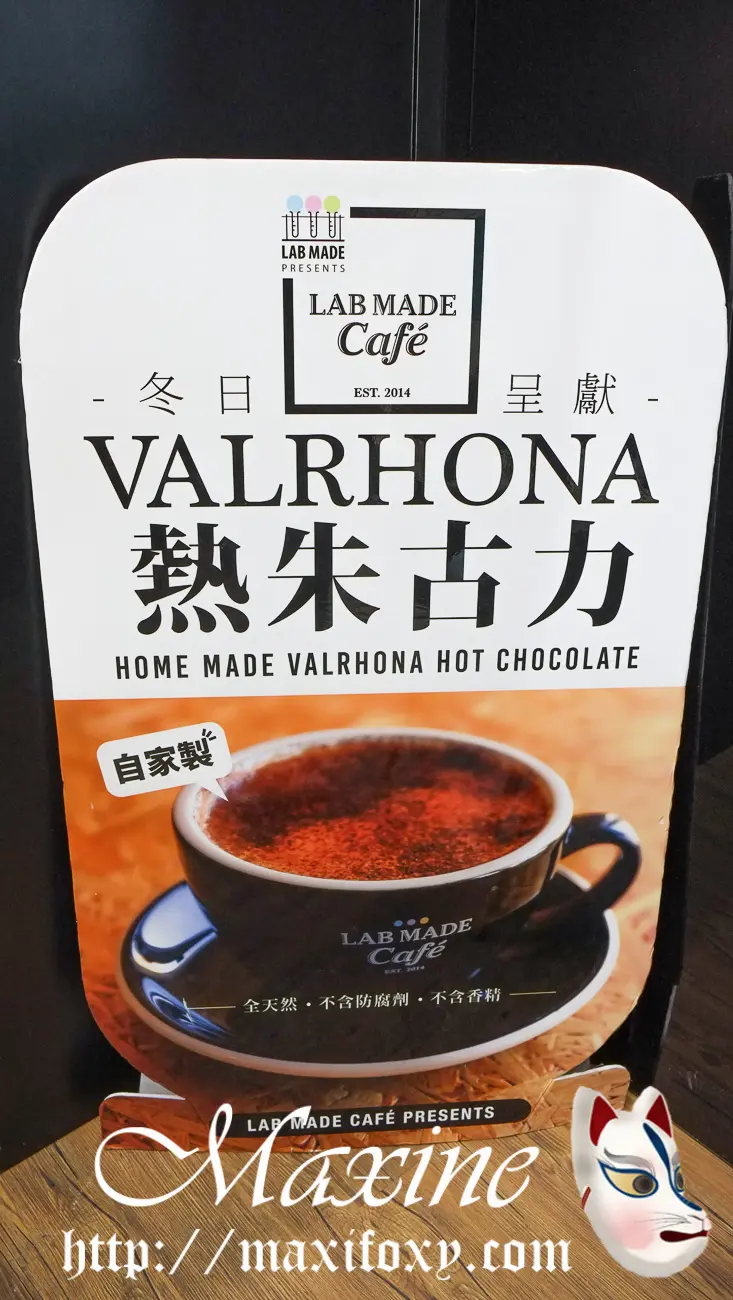 LAB MADE
PRESENTS
LAB MADE
Café
EST. 2014
- 冬日 呈獻 -
VALRHONA
熱朱古力
HOME MADE VALRHONA HOT CHOCOLATE
自家製
LAB MADE
Café
EST. 2014
全天然・不含防腐劑・不含香精
LAB MADE CAFÉ PRESENTS
Maxine
http://maxifoxy.com